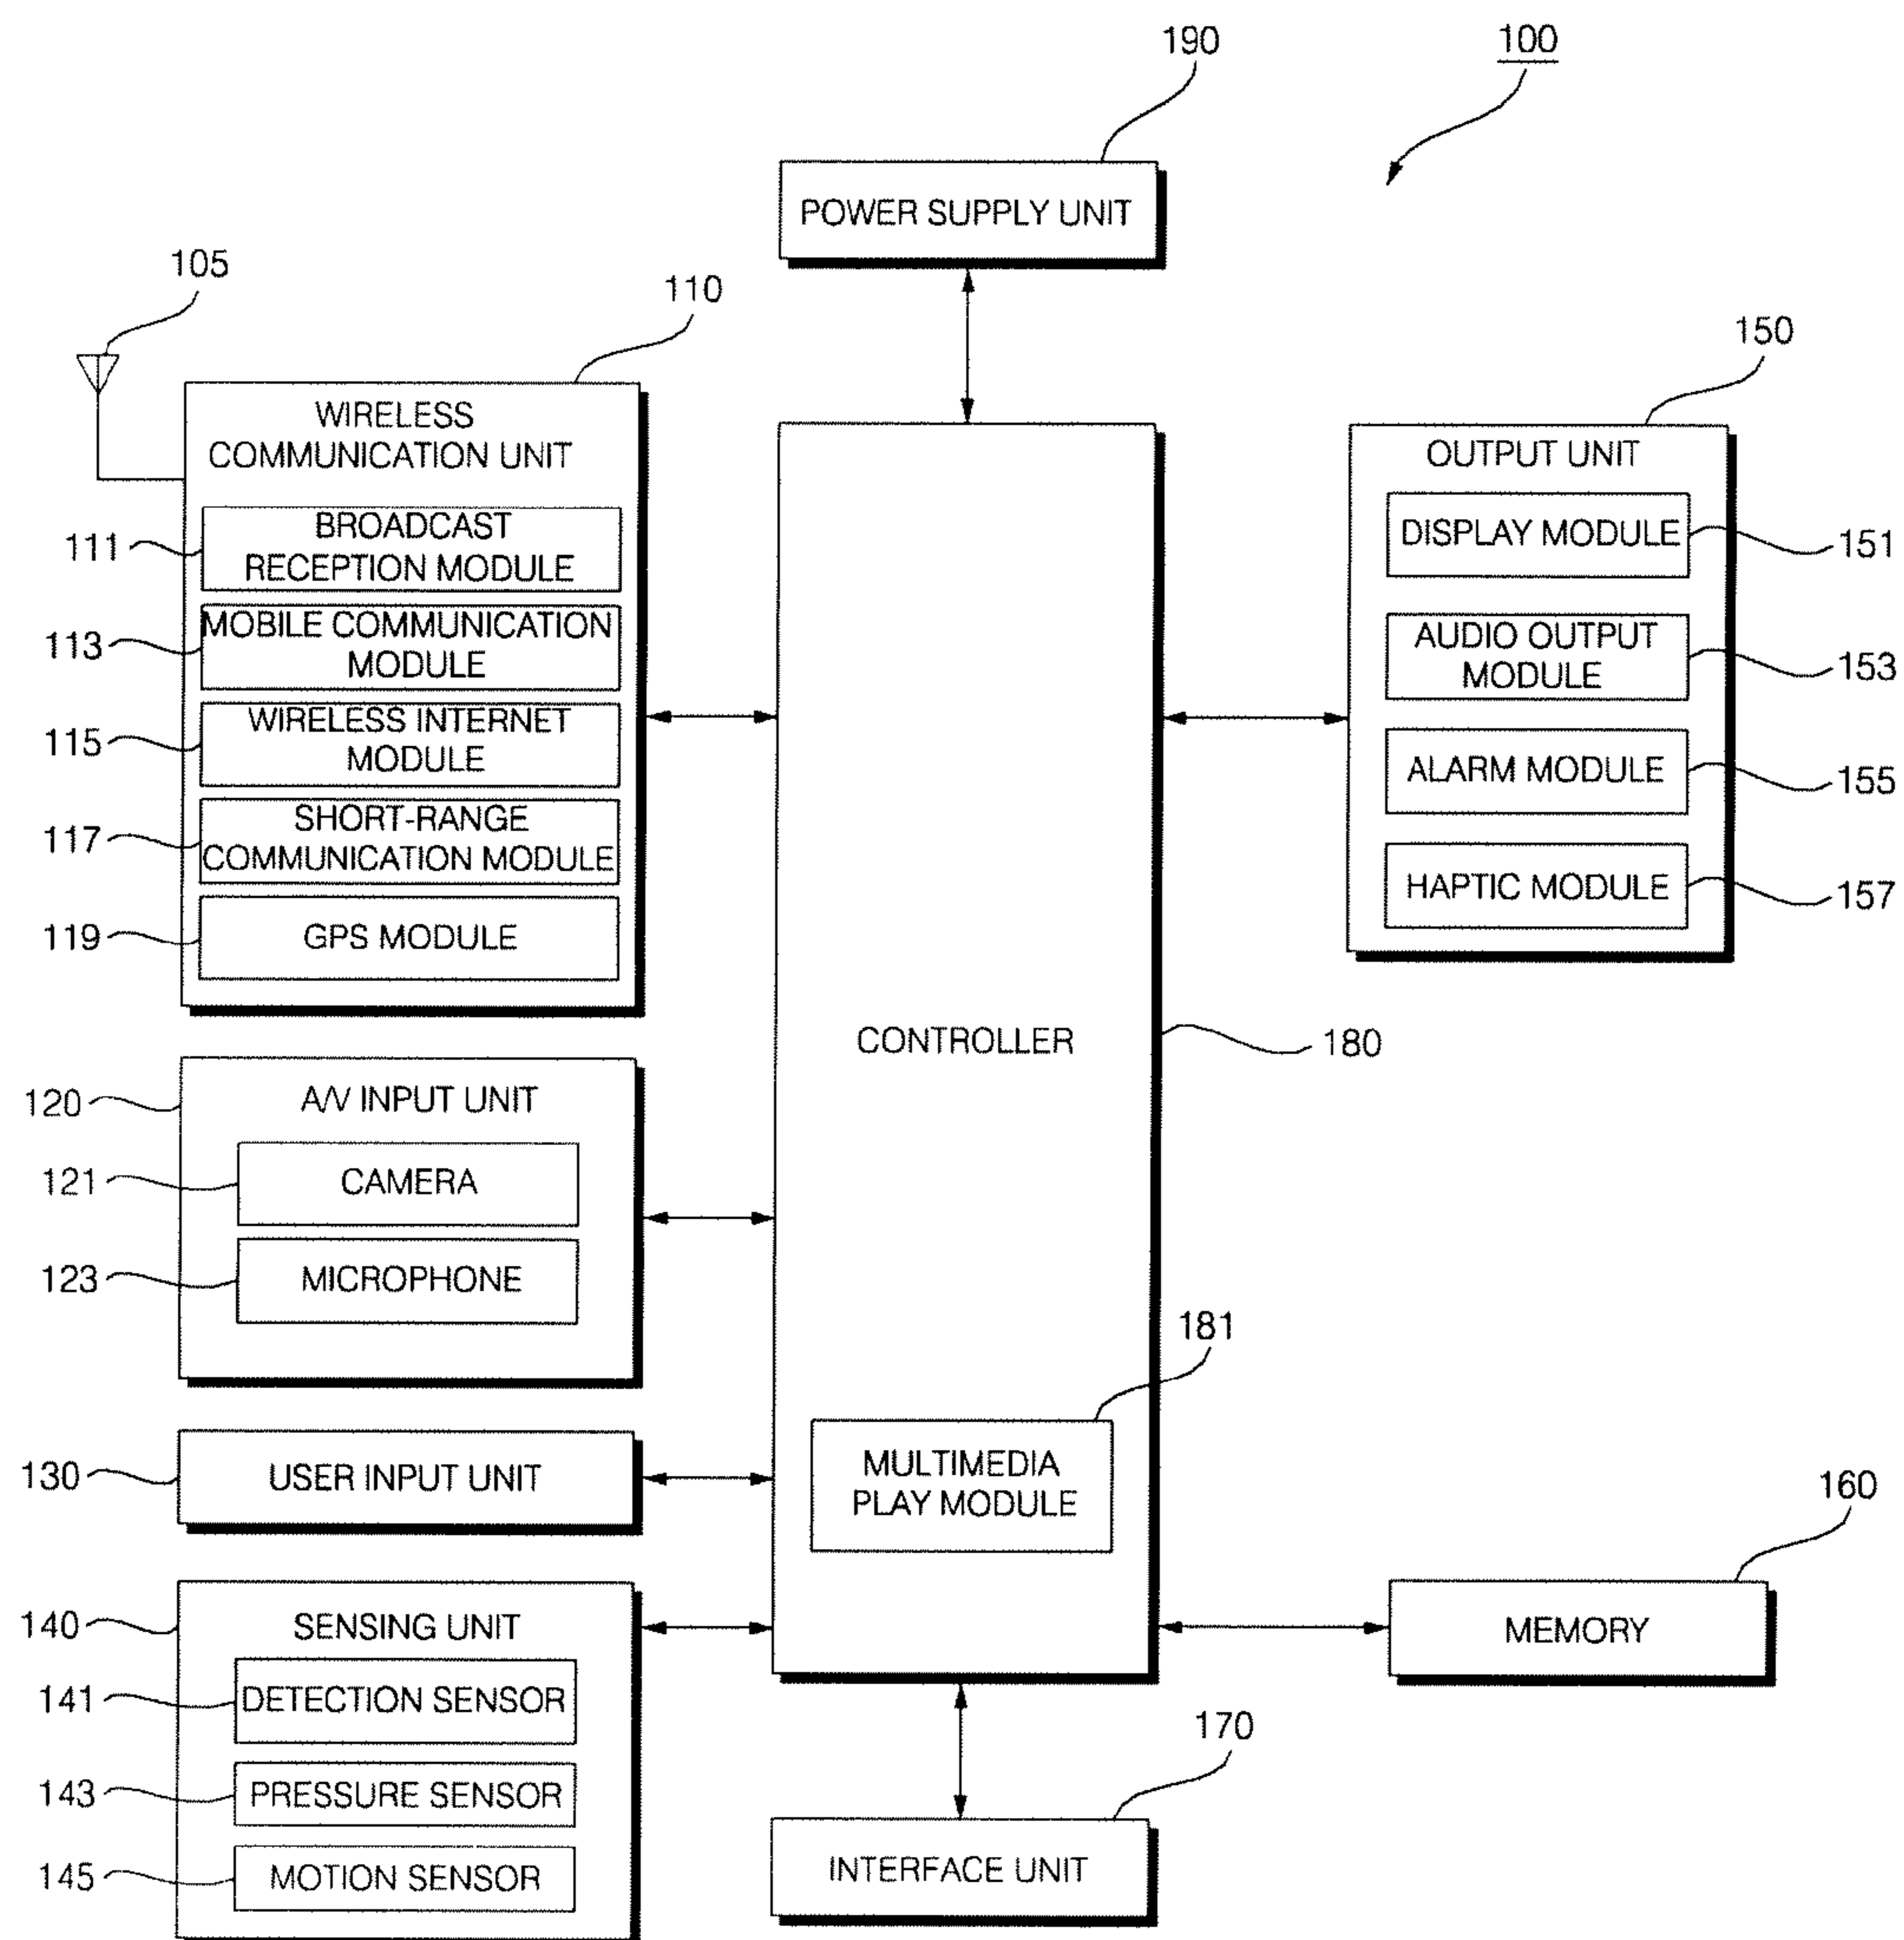 190
100
POWER SUPPLY UNIT
105
110
150
WIRELESS
COMMUNICATION UNIT
OUTPUT UNIT
BROADCAST
RECEPTION MODULE
111
DISPLAY MODULE
151
MOBILE COMMUNICATION
MODULE
113
AUDIO OUTPUT
MODULE
153
WIRELESS INTERNET
MODULE
115
ALARM MODULE
155
SHORT-RANGE
COMMUNICATION MODULE
117
HAPTIC MODULE
157
119
GPS MODULE
CONTROLLER
180
120
A/V INPUT UNIT
121
CAMERA
123
MICROPHONE
181
MULTIMEDIA
PLAY MODULE
130
USER INPUT UNIT
160
140
SENSING UNIT
MEMORY
141
DETECTION SENSOR
170
143
PRESSURE SENSOR
145
MOTION SENSOR
INTERFACE UNIT